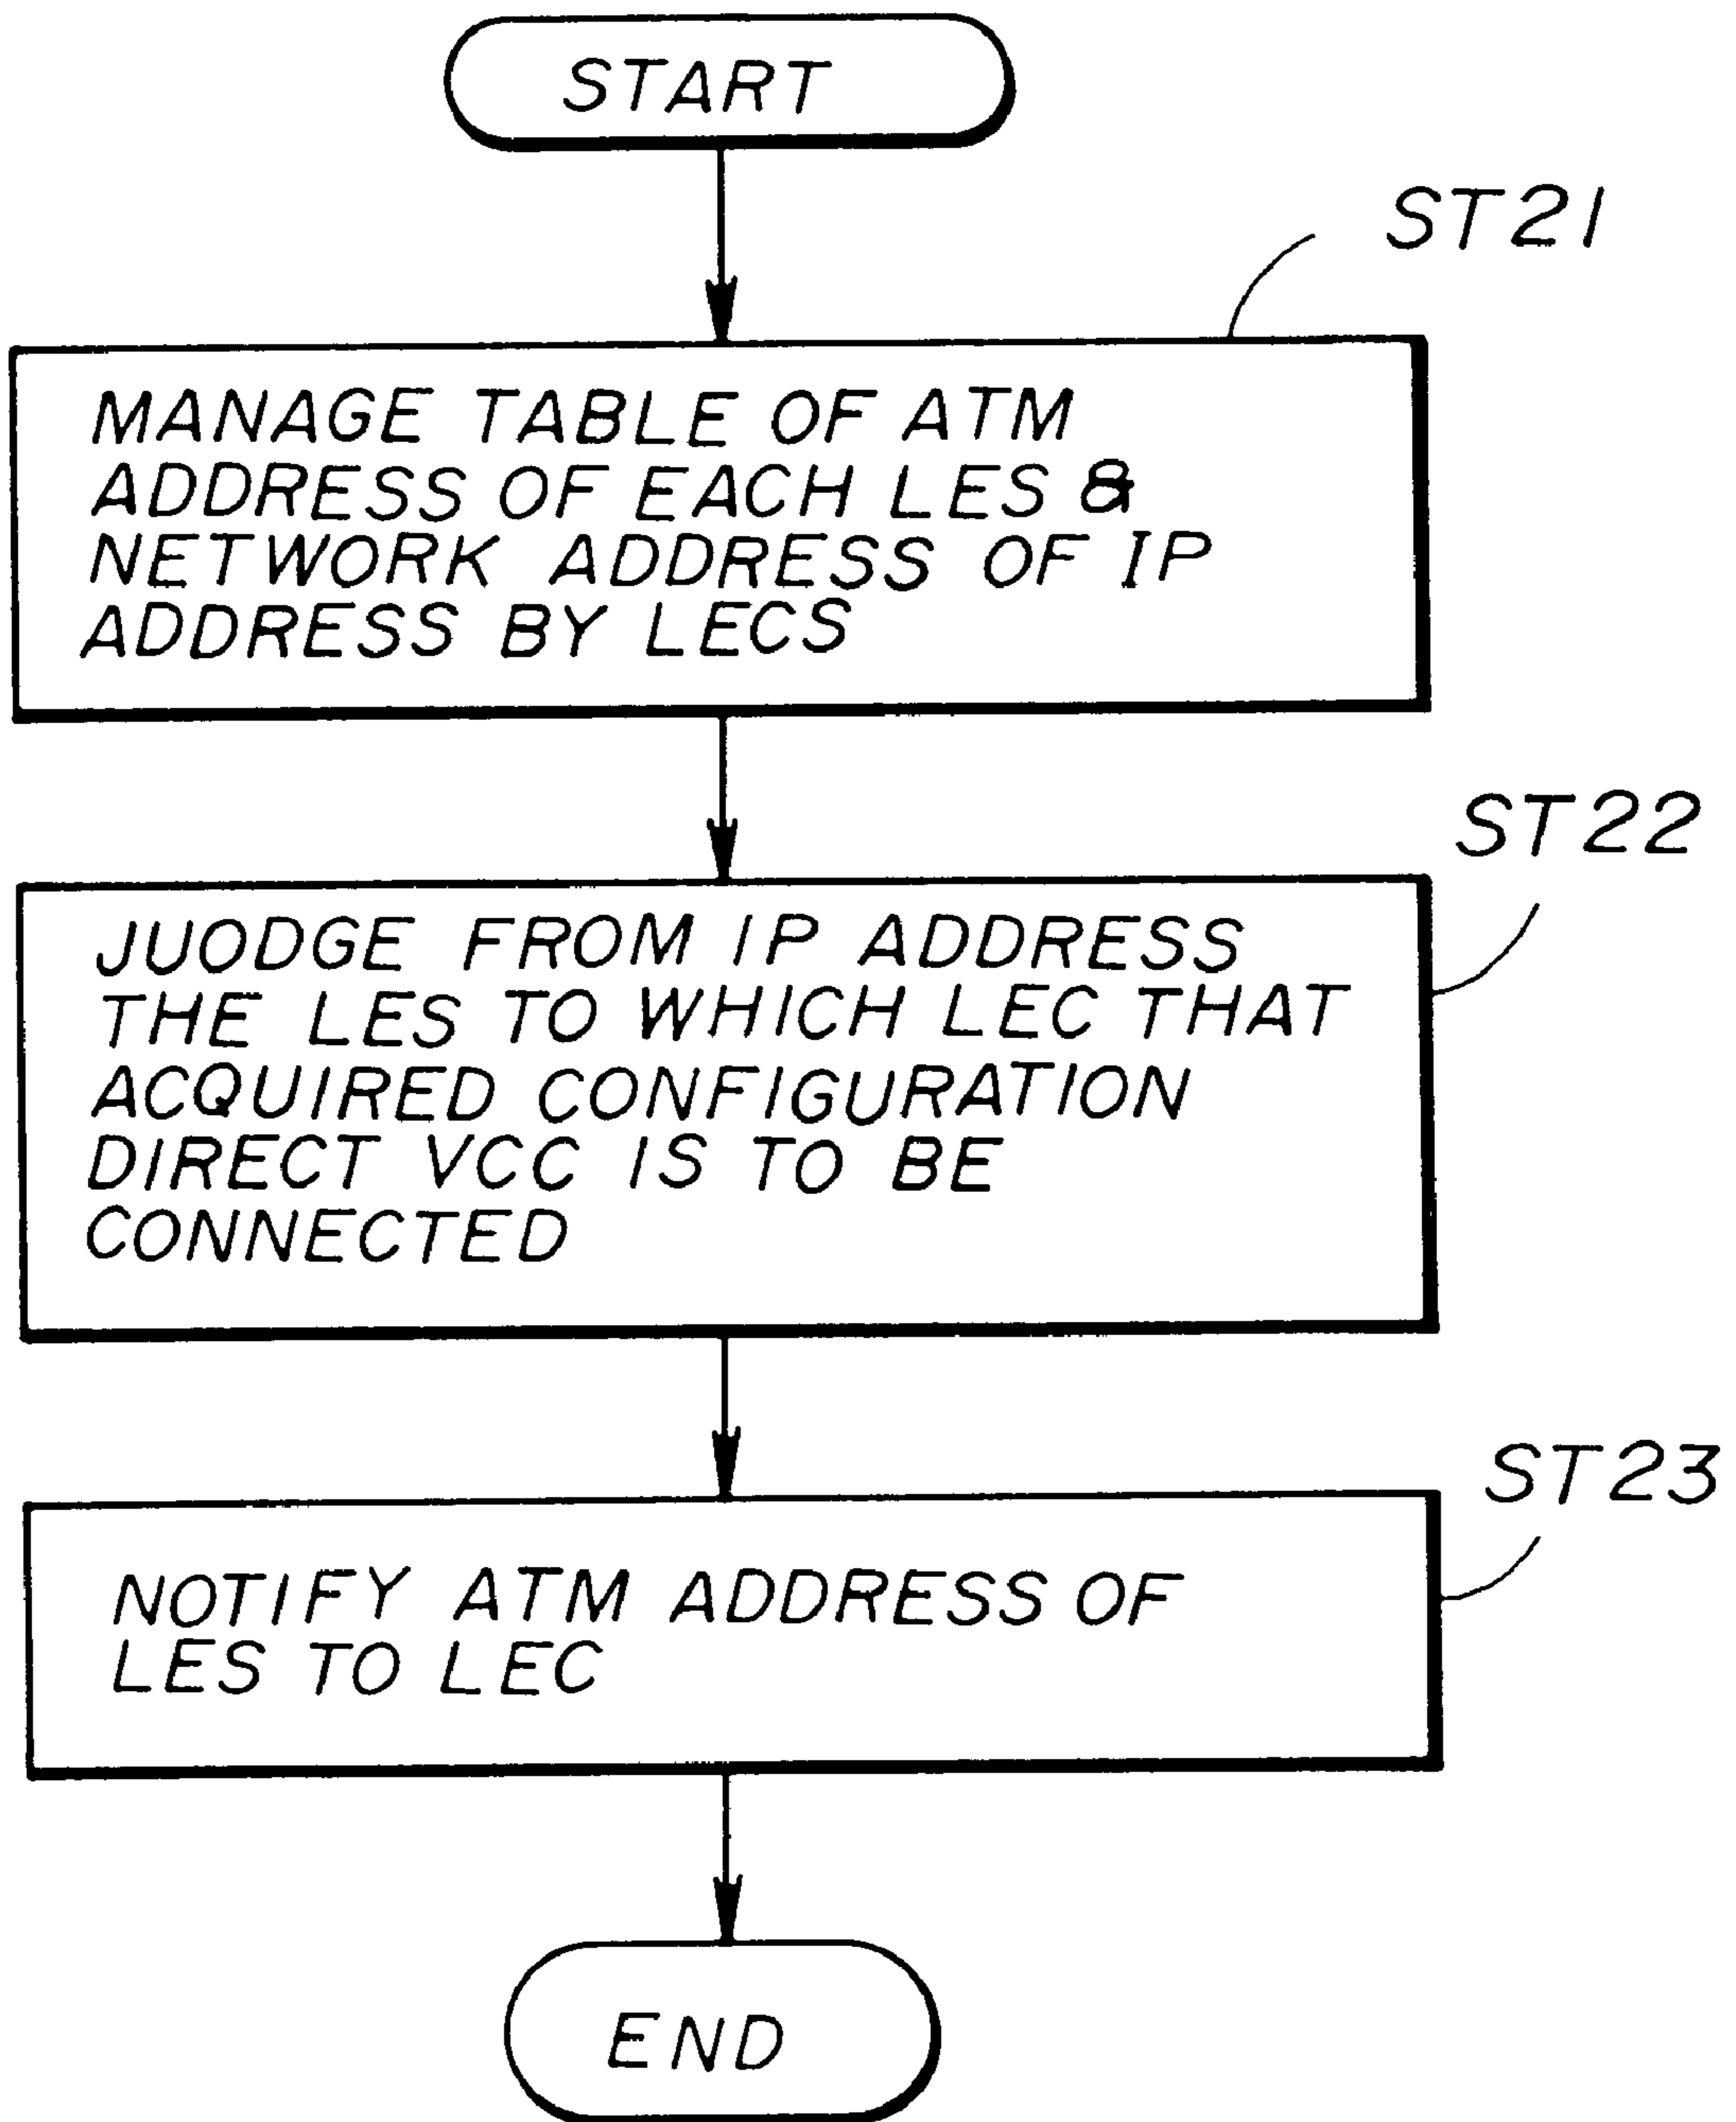 START
ST21
MANAGE TABLE OF ATM
ADDRESS OF EACH LES &
NETWORK ADDRESS OF IP
ADDRESS BY LECS
ST22
JUODGE FROM IP ADDRESS
THE LES TO WHICH LEC THAT
ACQUIRED CONFIGURATION
DIRECT VCC IS TO BE
CONNECTED
ST23
NOTIFY ATM ADDRESS OF
LES TO LEC
END